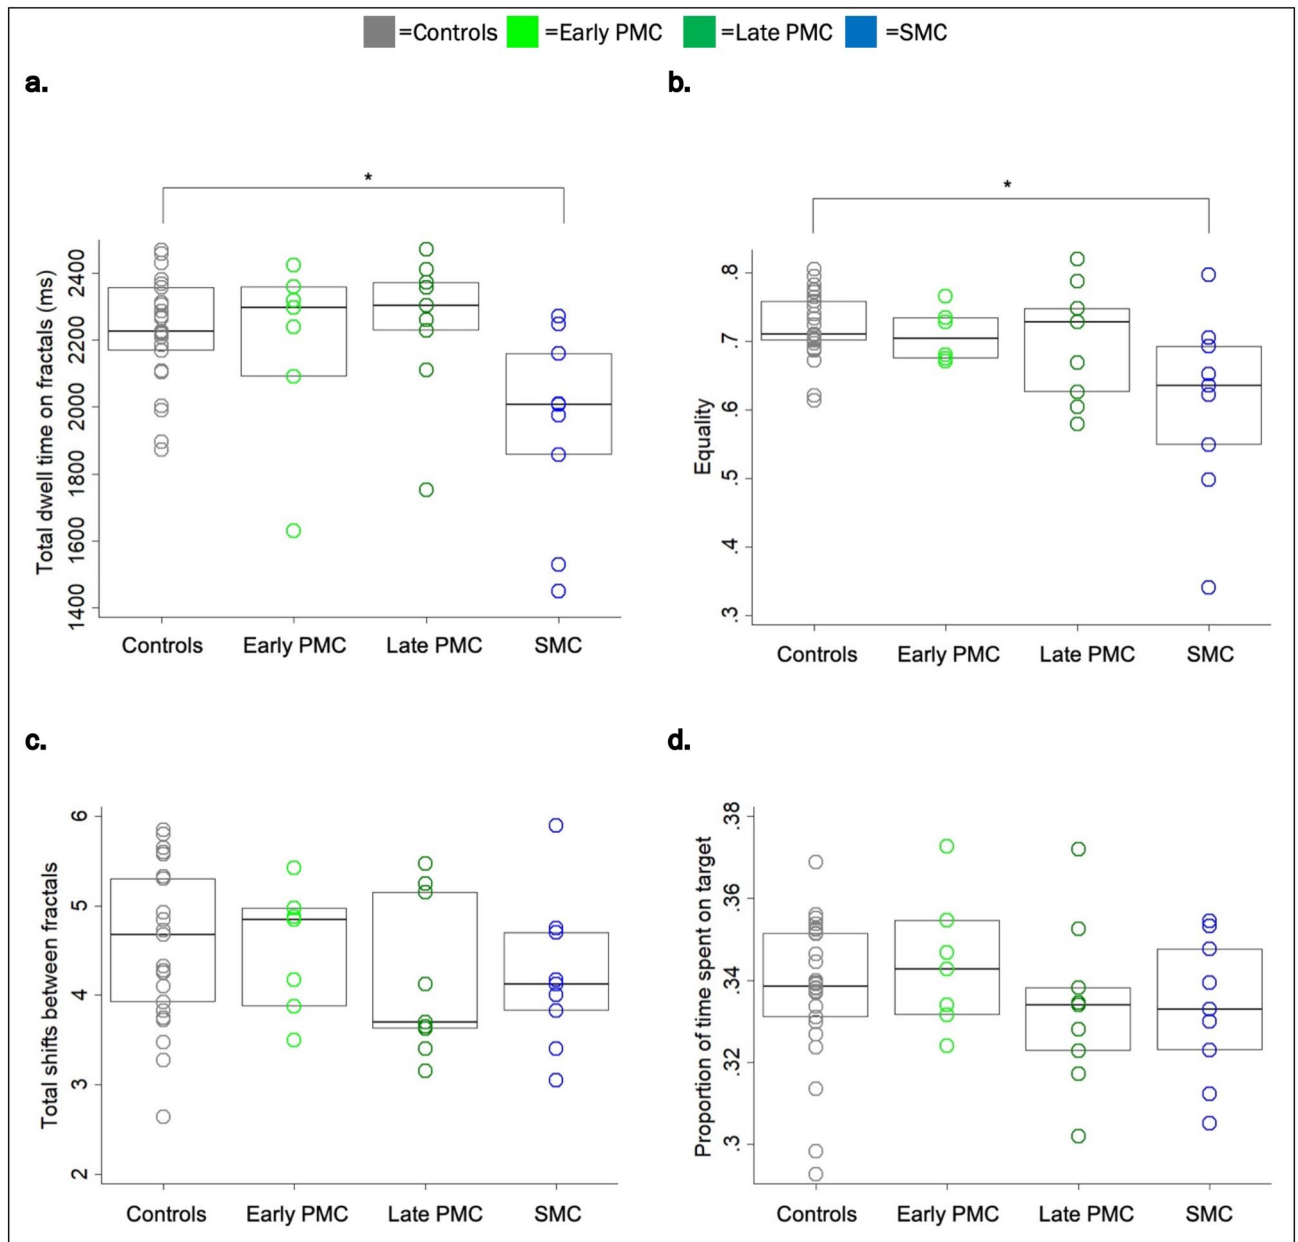 =Controls =Early PMC =Late PMC =SMC
a.
*
Total dwell time on fractals (ms)
2400
2200
2000
1800
1600
1400
Controls Early PMC Late PMC SMC
b.
*
Equality
.8
.7
.6
.5
.4
.3
Controls Early PMC Late PMC SMC
c.
Total shifts between fractals
6
5
4
3
2
Controls Early PMC Late PMC SMC
d.
Proportion of time spent on target
.38
.36
.34
.32
.3
Controls Early PMC Late PMC SMC